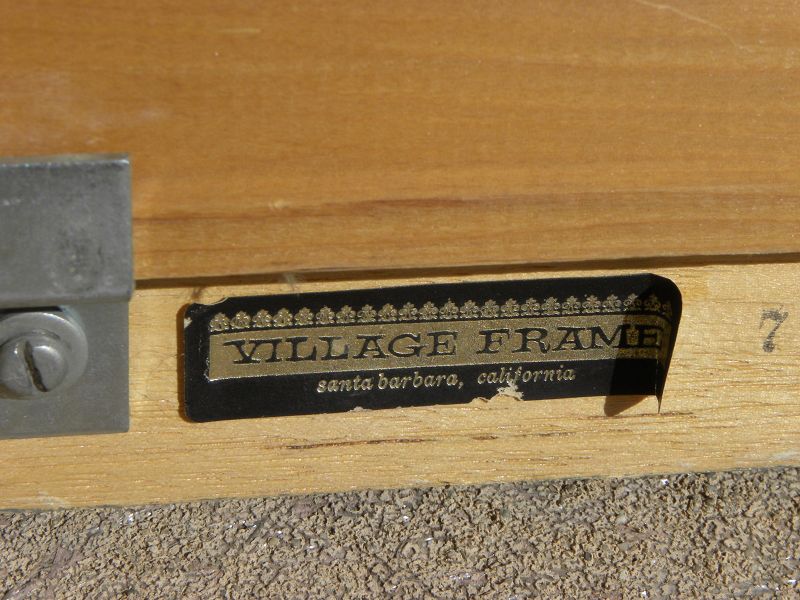 VILLAGE FRAME
santa barbara, california
7